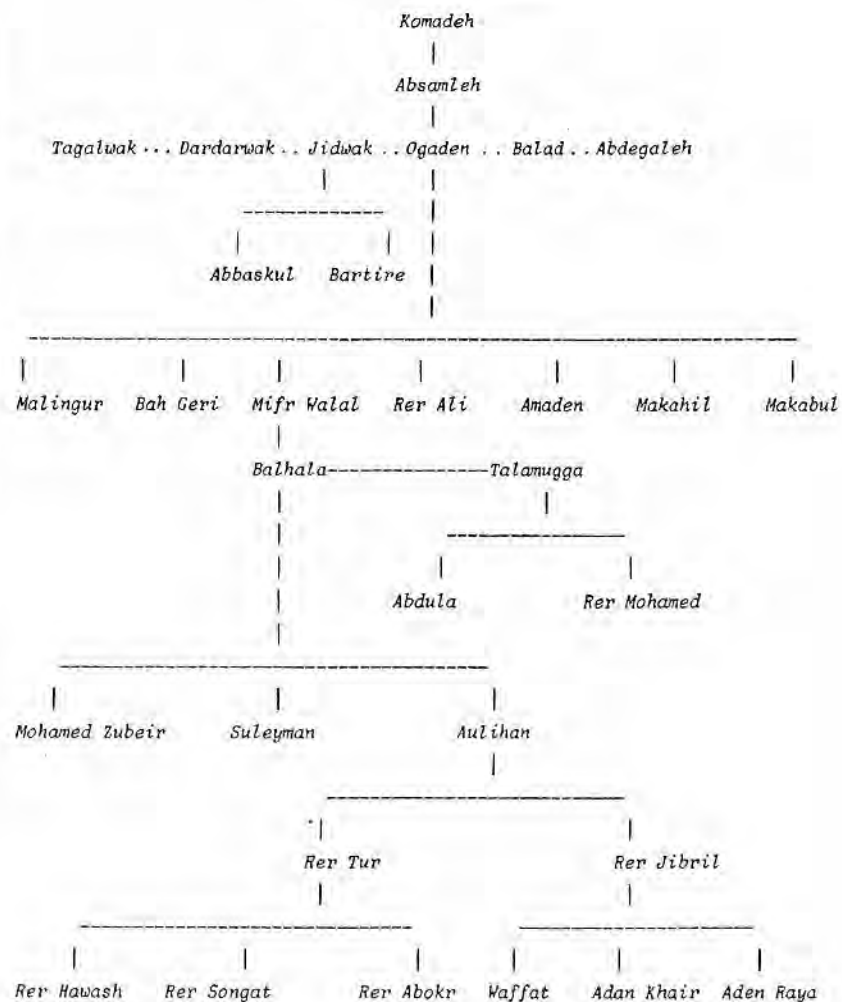 Komadeh
Absamleh
Tagalwak ... Dardarwak .. Jidwak .. Ogaden .. Balad .. Abdegaleh
Abbaskul Bartire
Malingur Bah Geri Mifr Walal Rer Ali Amaden Makahil Makabul
Balhala Talamugga
Abdula Rer Mohamed
Mohamed Zubeir Suleyman Aulihan
Rer Tur Rer Jibril
Rer Hawash Rer Songat Rer Abokr Waffat Adan Khair Aden Raya